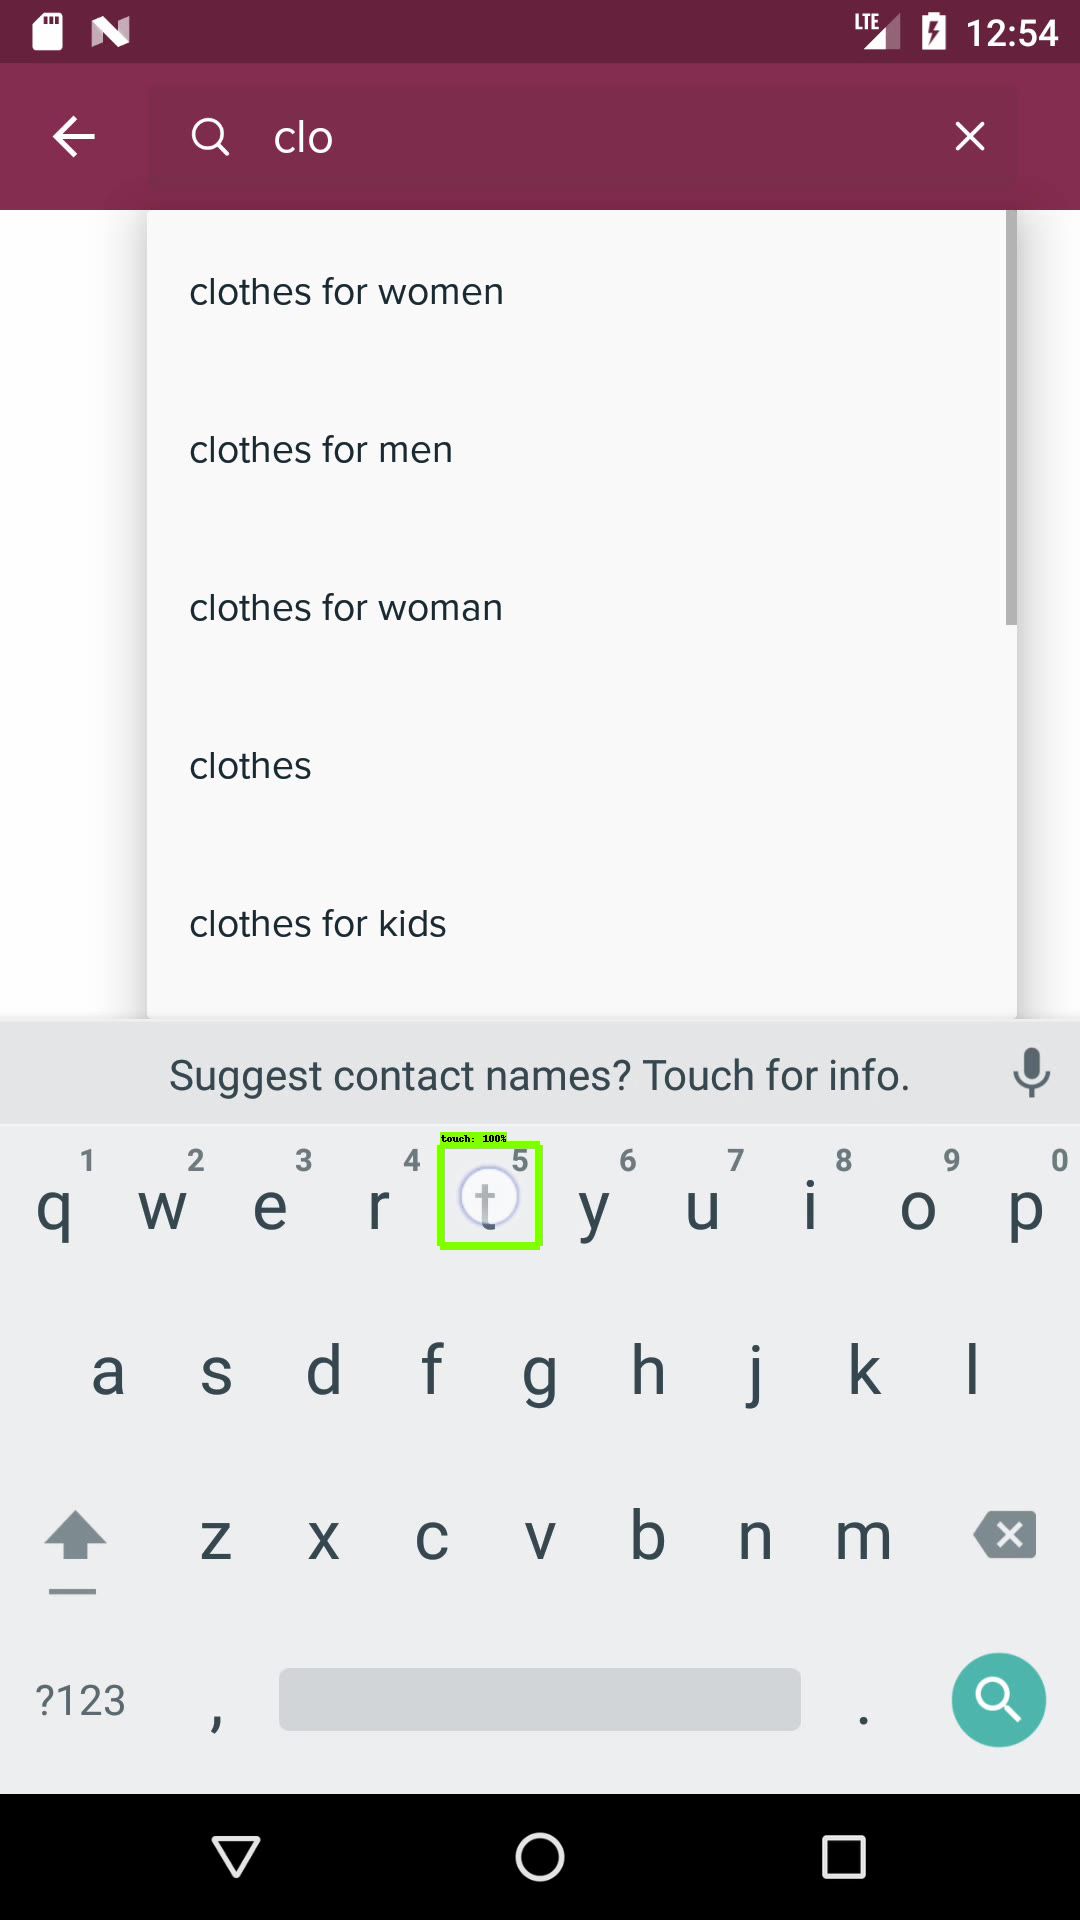 LTE 12:54
clo
clothes for women
clothes for men
clothes for woman
clothes
clothes for kids
Suggest contact names? Touch for info.
touch: 100%
1 2 3 4 5 6 7 8 9 0
q w e r t y u i o p
a s d f g h j k l
z x c v b n m
?123 , .